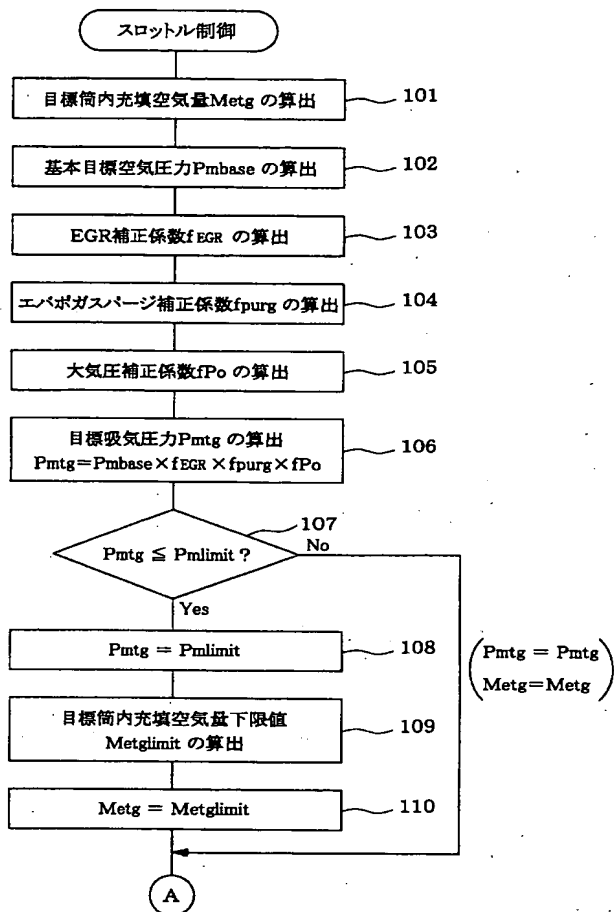 スロットル制御
目標筒内充填空気量Metg の算出
101
基本目標空気圧力Pmbase の算出
102
EGR補正係数fEGR の算出
103
エバポガスパージ補正係数fpurg の算出
104
大気圧補正係数fPo の算出
105
目標吸気圧力Pmtg の算出
Pmtg=Pmbase×fEGR×fpurg×fPo
106
107
Pmtg ≦ Pmlimit ?
No
Yes
Pmtg = Pmlimit
108
(Pmtg = Pmtg
Metg=Metg)
目標筒内充填空気量下限値
Metglimit の算出
109
Metg = Metglimit
110
A